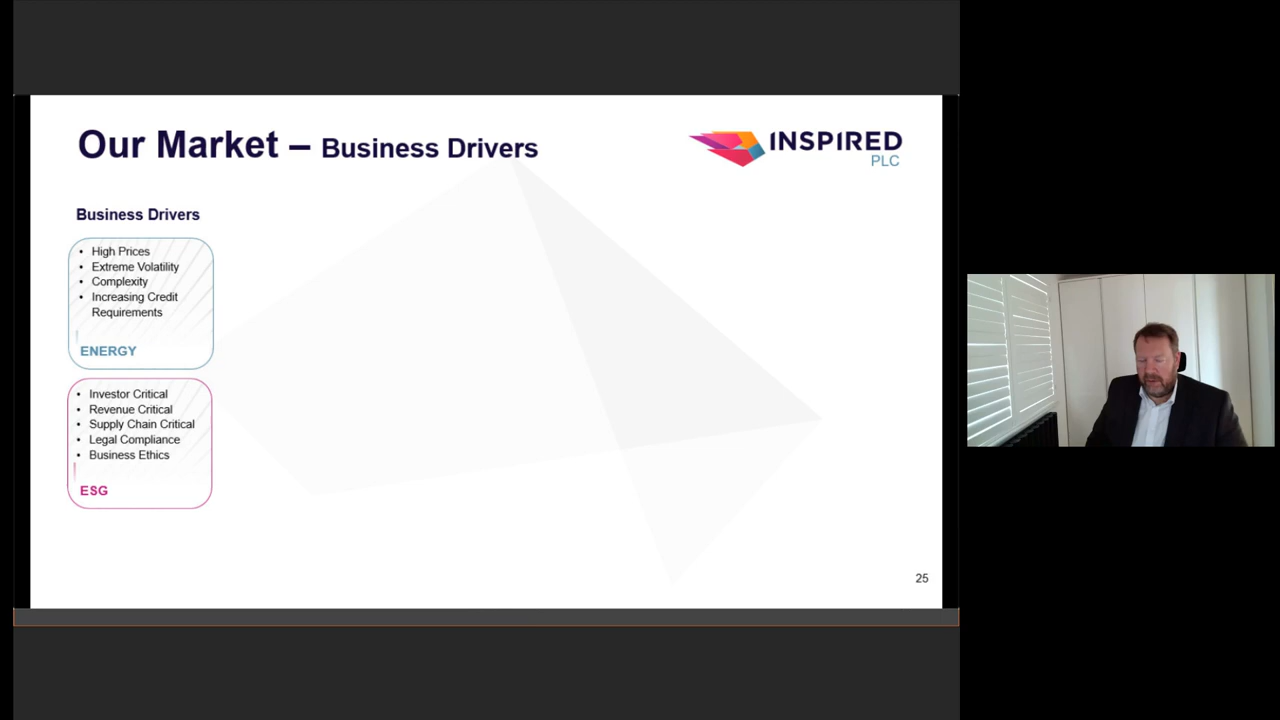 Our Market – Business Drivers
INSPIRED
PLC
Business Drivers
• High Prices
• Extreme Volatility
• Complexity
• Increasing Credit
Requirements
ENERGY
• Investor Critical
• Revenue Critical
• Supply Chain Critical
• Legal Compliance
• Business Ethics
ESG
25